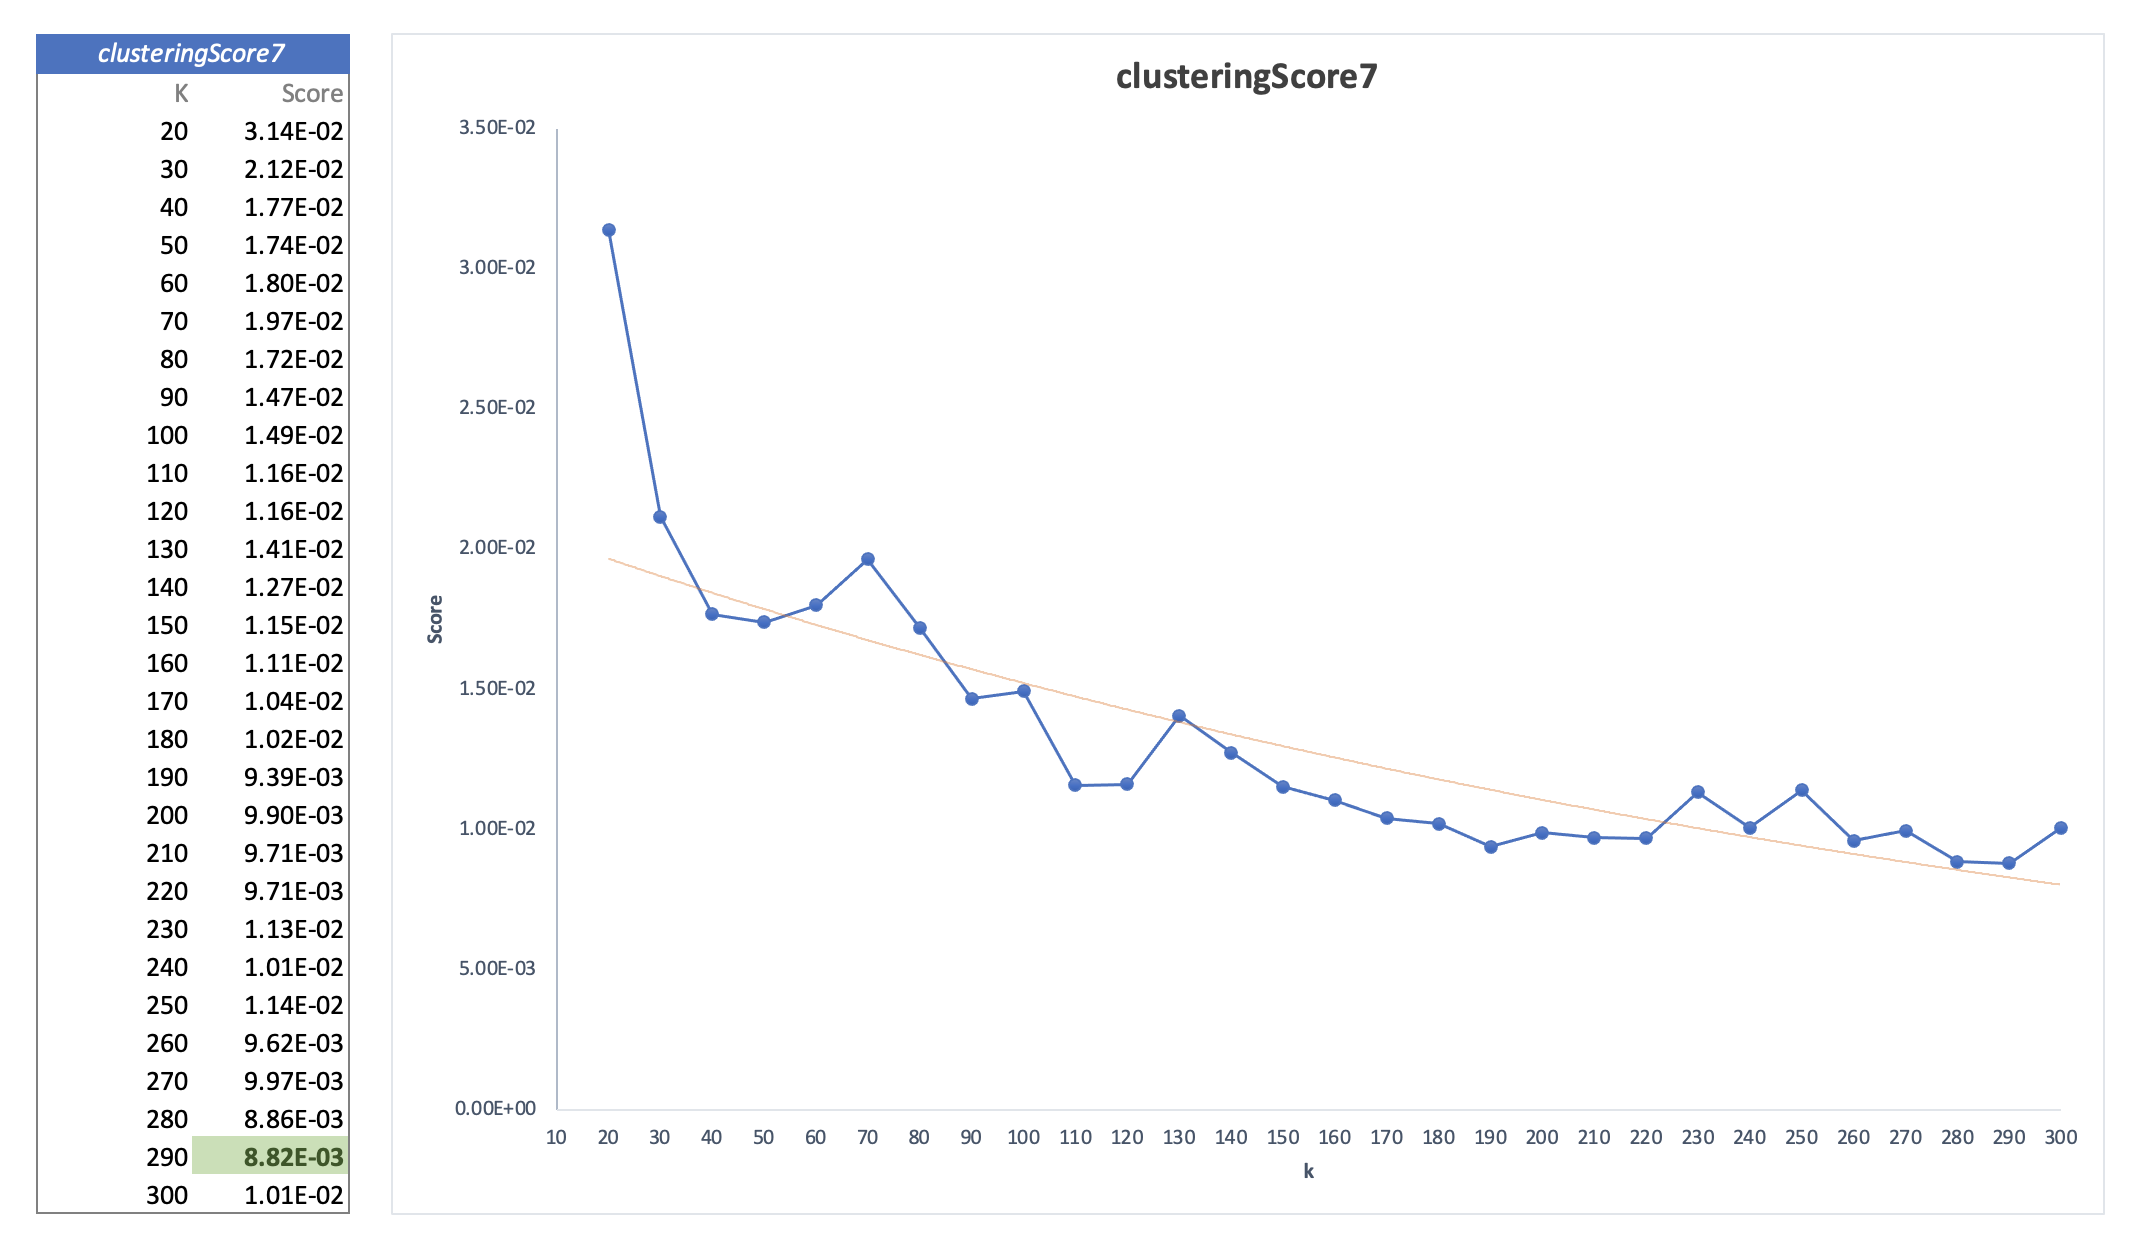 clusteringScore7
K Score
20 3.14E-02
30 2.12E-02
40 1.77E-02
50 1.74E-02
60 1.80E-02
70 1.97E-02
80 1.72E-02
90 1.47E-02
100 1.49E-02
110 1.16E-02
120 1.16E-02
130 1.41E-02
140 1.27E-02
150 1.15E-02
160 1.11E-02
170 1.04E-02
180 1.02E-02
190 9.39E-03
200 9.90E-03
210 9.71E-03
220 9.71E-03
230 1.13E-02
240 1.01E-02
250 1.14E-02
260 9.62E-03
270 9.97E-03
280 8.86E-03
290 8.82E-03
300 1.01E-02
clusteringScore7
3.50E-02
3.00E-02
2.50E-02
2.00E-02
1.50E-02
1.00E-02
5.00E-03
0.00E+00
Score
10 20 30 40 50 60 70 80 90 100 110 120 130 140 150 160 170 180 190 200 210 220 230 240 250 260 270 280 290 300
k